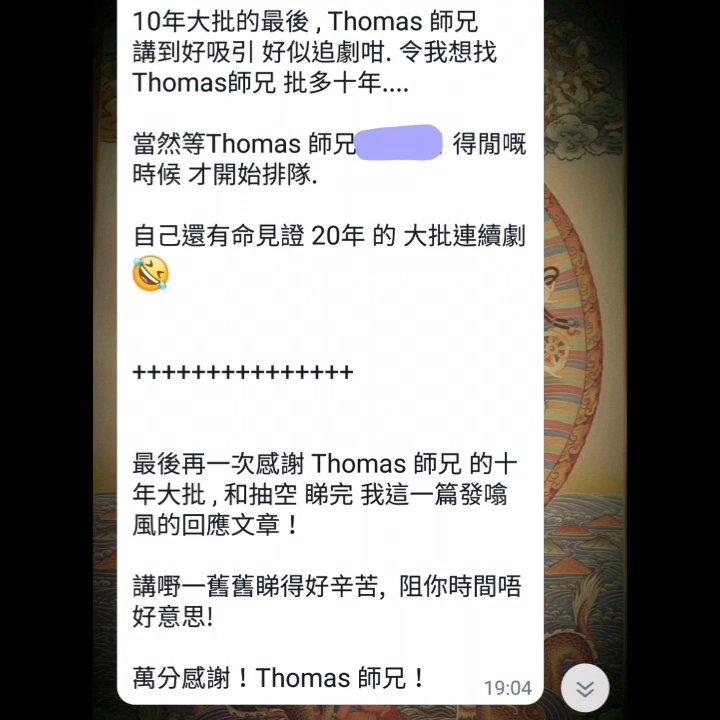 10年大批的最後 , Thomas 師兄
講到好吸引 好似追劇咁. 令我想找
Thomas師兄 批多十年....
當然等Thomas 師兄 得閒嘅
時候 才開始排隊.
自己還有命見證 20年 的 大批連續劇
🤣
+++++++++++++++
最後再一次感謝 Thomas 師兄 的十
年大批 , 和抽空 睇完 我這一篇發噏
風的回應文章！
講嘢一舊舊睇得好辛苦,  阻你時間唔
好意思!
萬分感謝！Thomas 師兄！
19:04